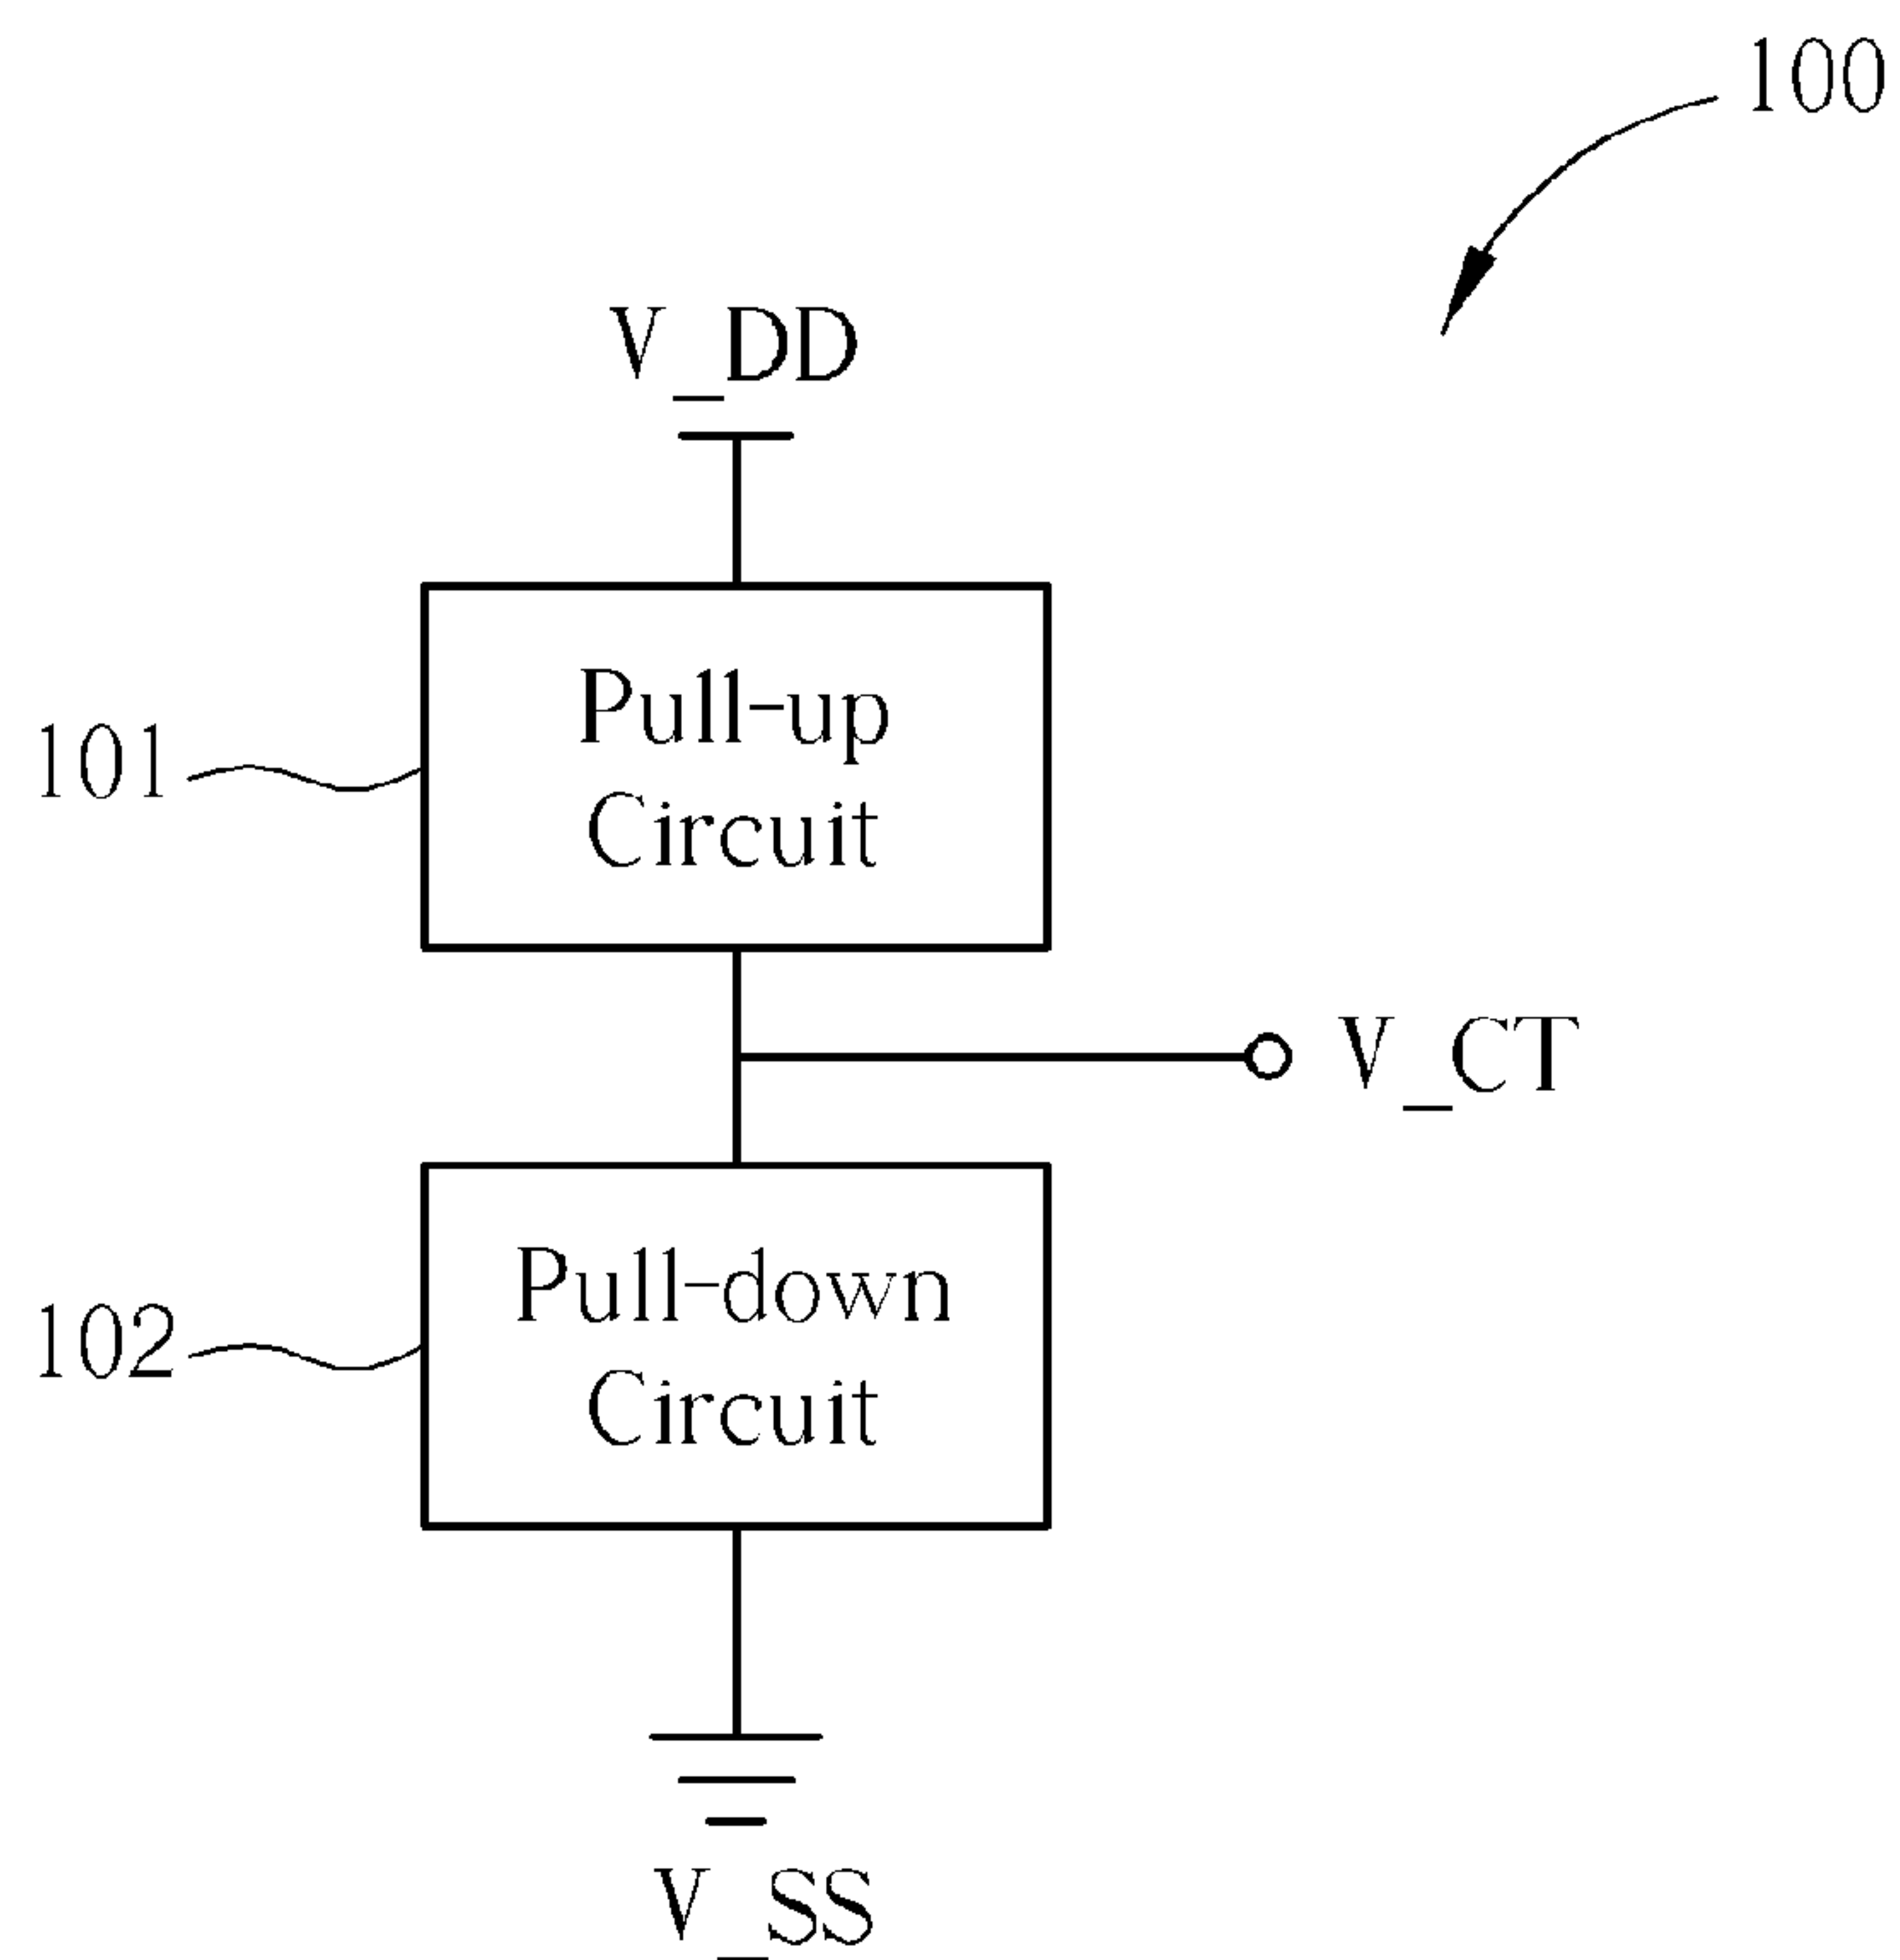 100
V_DD
Pull-up
Circuit
101
V_CT
Pull-down
Circuit
102
V_SS